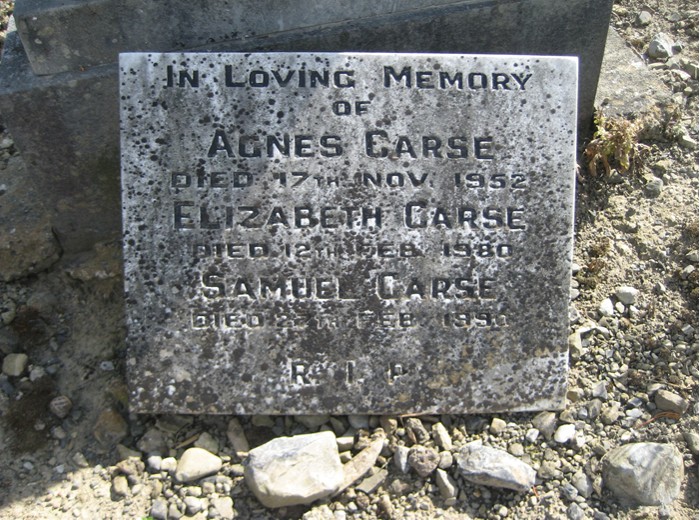 In Loving Memory
of
Agnes Carse
Died 17th Nov. 1952
Elizabeth Carse
Died 12th Feb. 1980
Samuel Carse
Died Feb.
R. I. P.